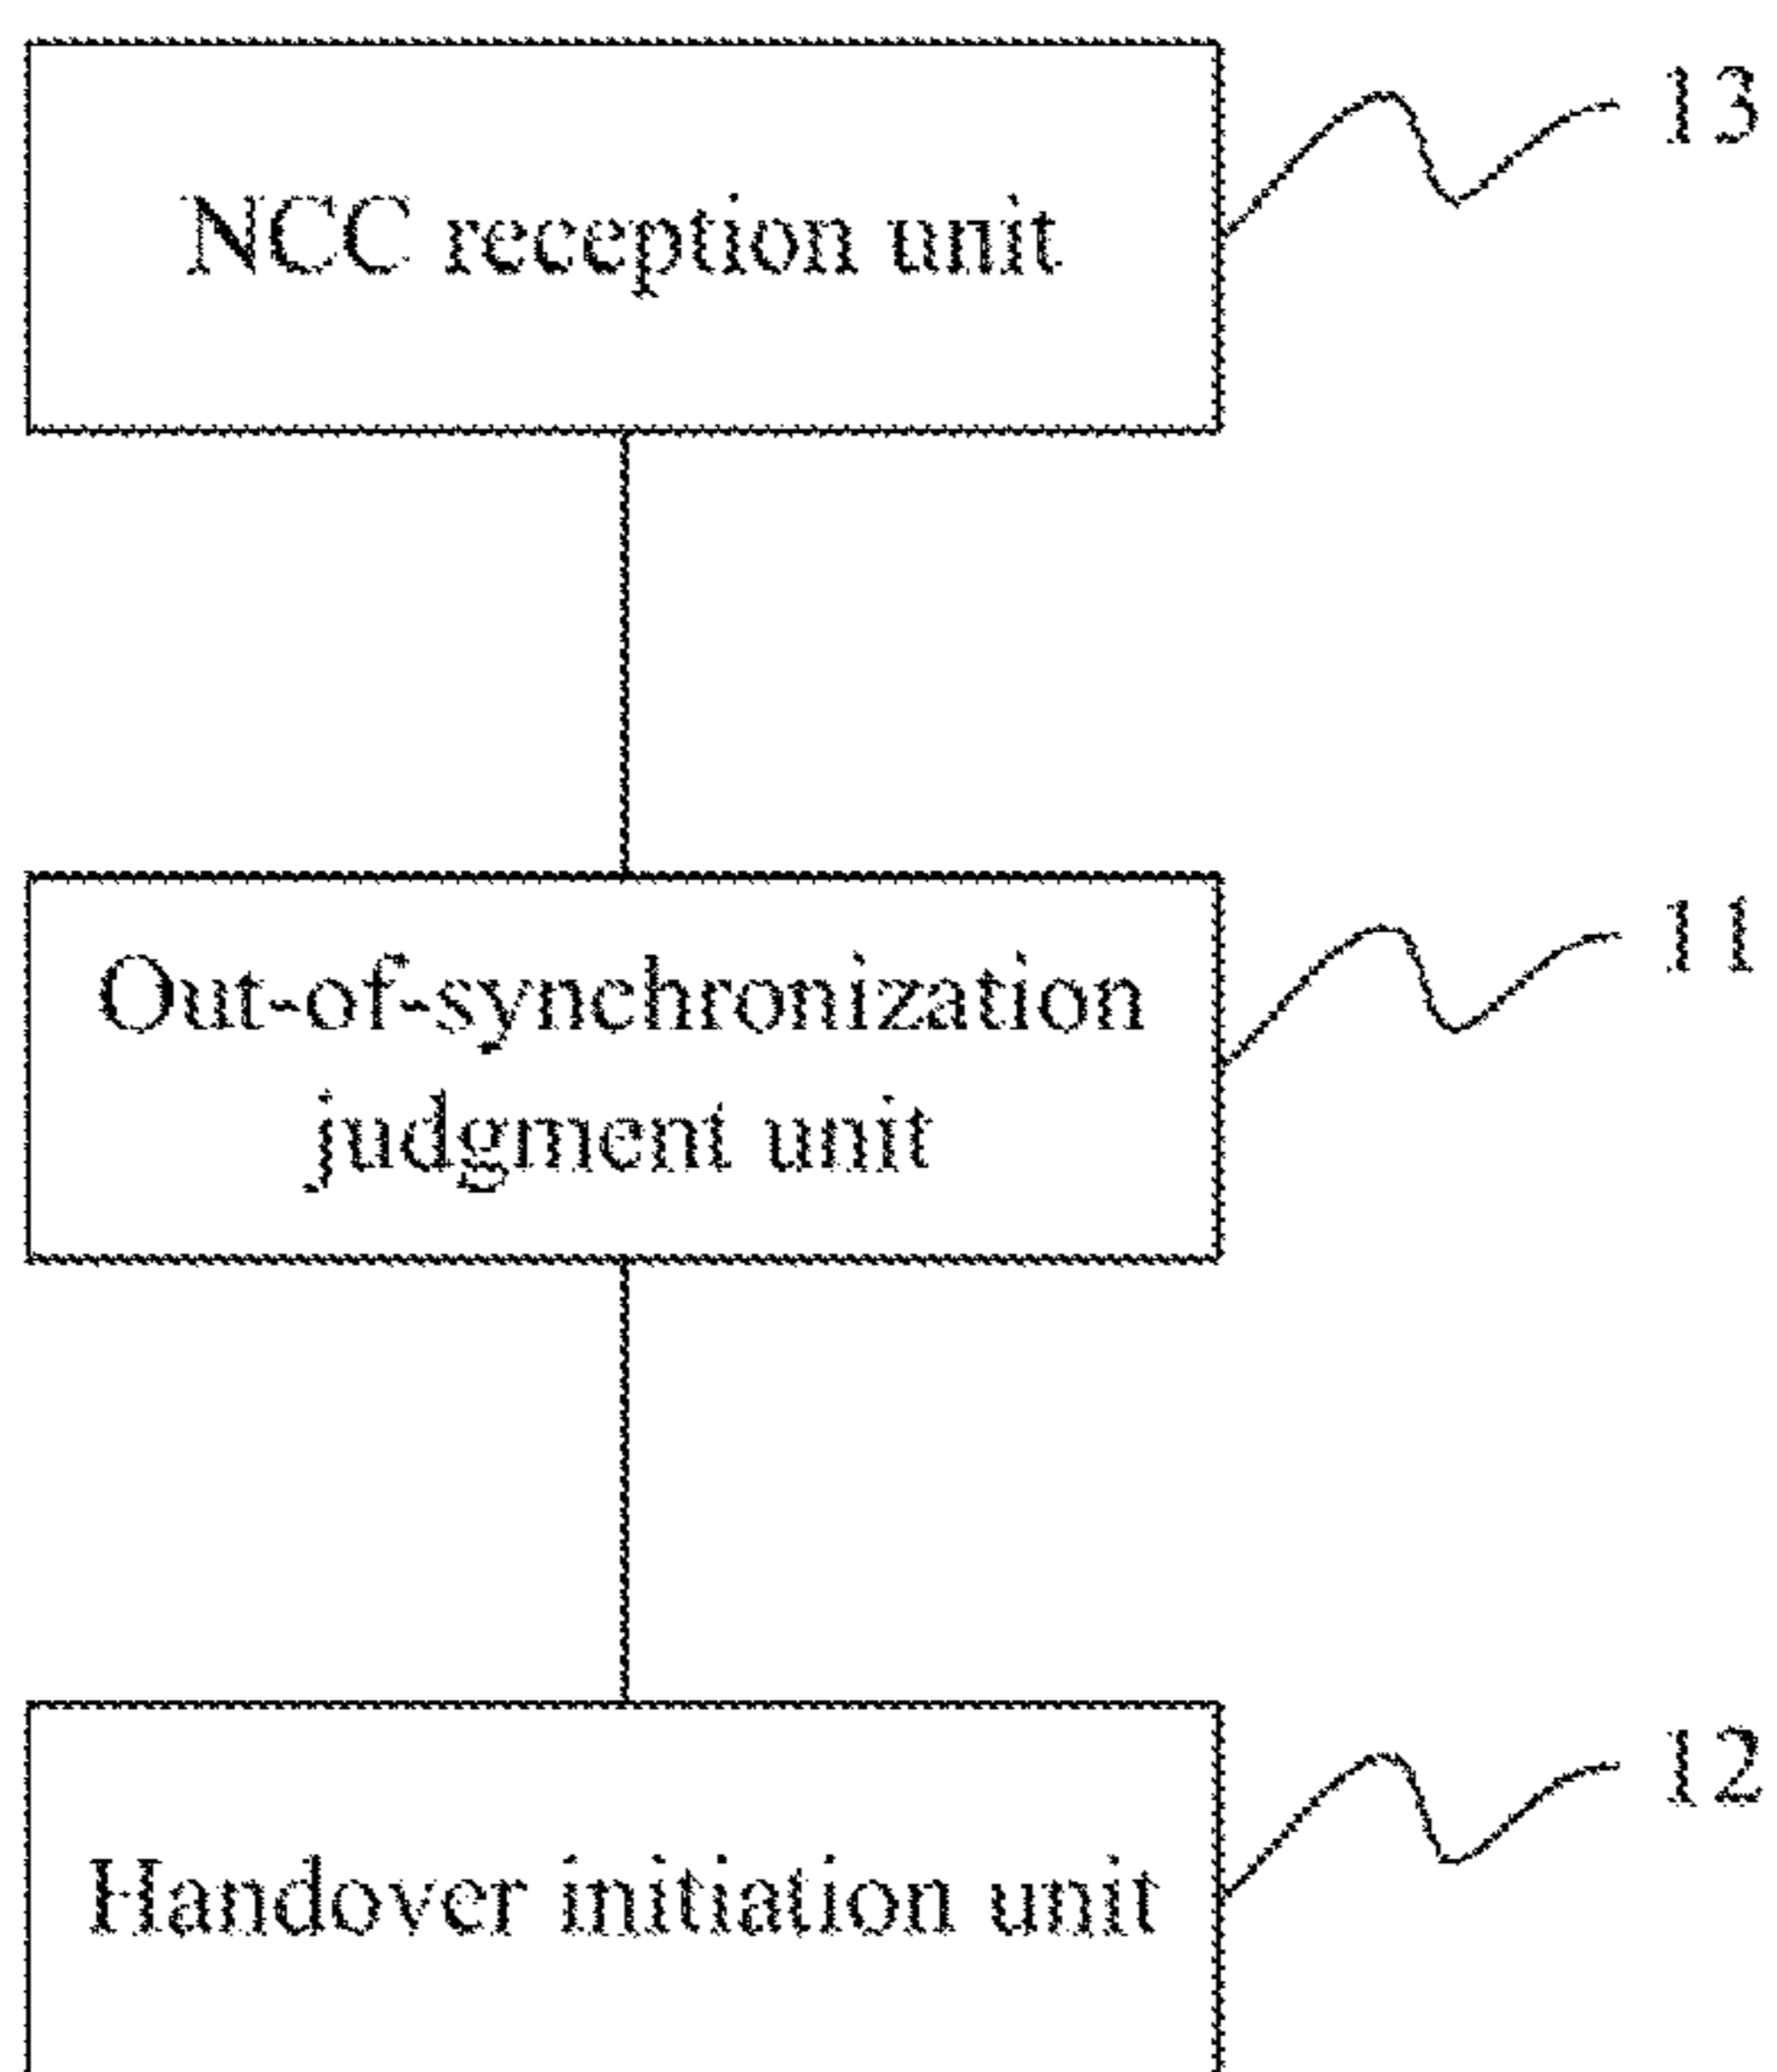 13
NCC reception unit
11
Out-of-synchronization
judgment unit
12
Handover initiation unit